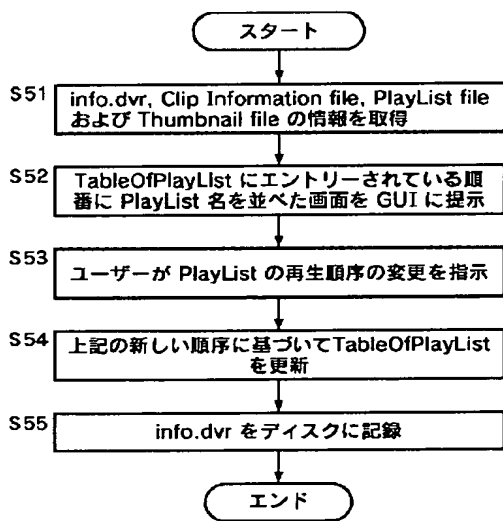 スタート
S51
info.dvr, Clip Information file, PlayList file
および Thumbnail file の情報を取得
S52
TableOfPlayList にエントリーされている順
番に PlayList 名を並べた画面を GUI に提示
S53
ユーザーが PlayList の再生順序の変更を指示
S54
上記の新しい順序に基づいてTableOfPlayList
を更新
S55
info.dvr をディスクに記録
エンド